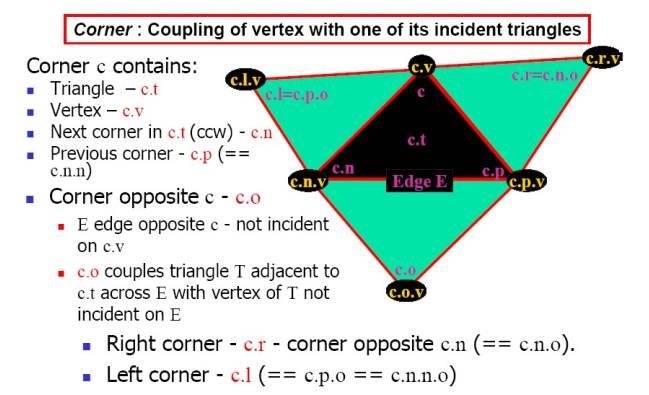 Corner : Coupling of vertex with one of its incident triangles
Corner c contains:
Triangle – c.t
Vertex – c.v
Next corner in c.t (ccw) - c.n
Previous corner - c.p (==
c.n.n)
Corner opposite c - c.o
E edge opposite c - not incident
on c.v
c.o couples triangle T adjacent to
c.t across E with vertex of T not
incident on E
Right corner - c.r - corner opposite c.n (== c.n.o).
Left corner - c.l (== c.p.o == c.n.n.o)
c.l.v
c.v
c.r.v
c.l=c.p.o
c
c.r=c.n.o
c.t
c.n
c.p
c.n.v
Edge E
c.p.v
c.o
c.o.v